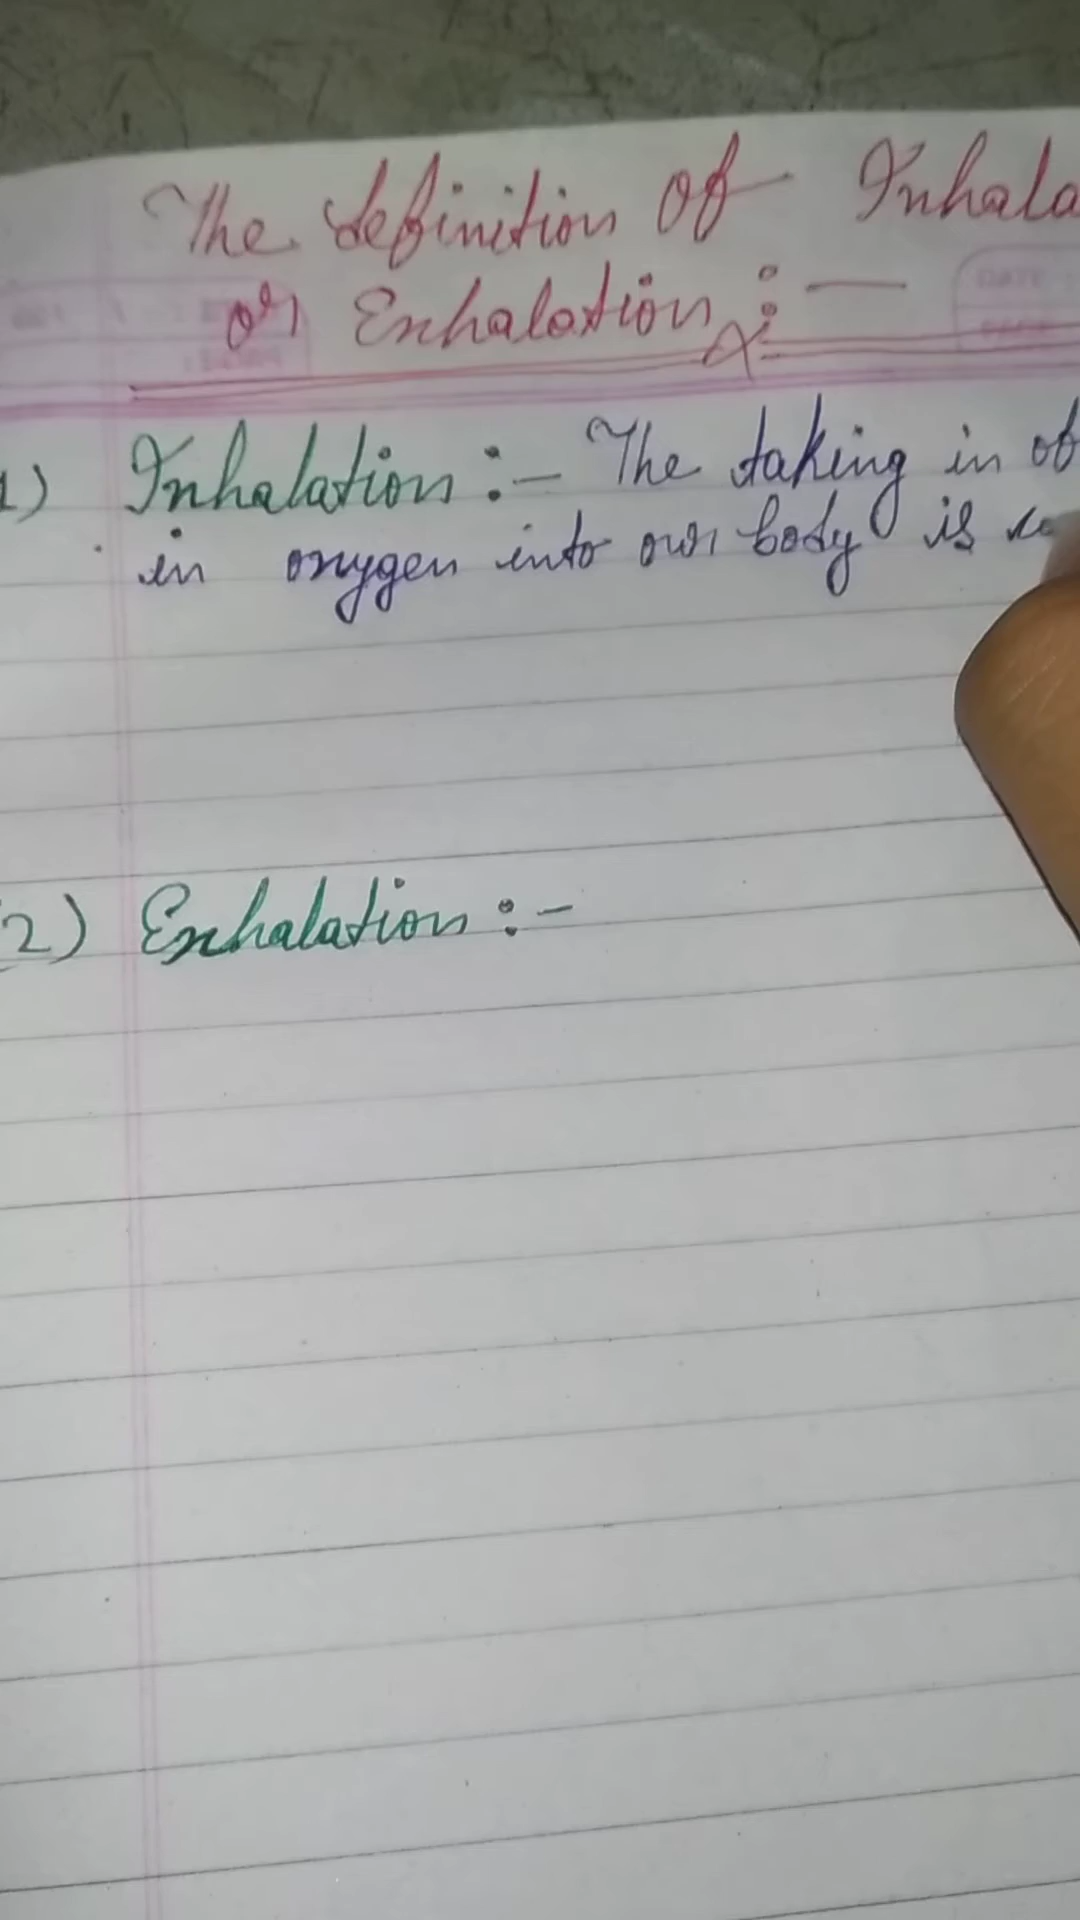 The definition of Inhala
or Exhalation :—
1) Inhalation :- The taking in of
in oxygen into our body is
2) Exhalation :-
DATE